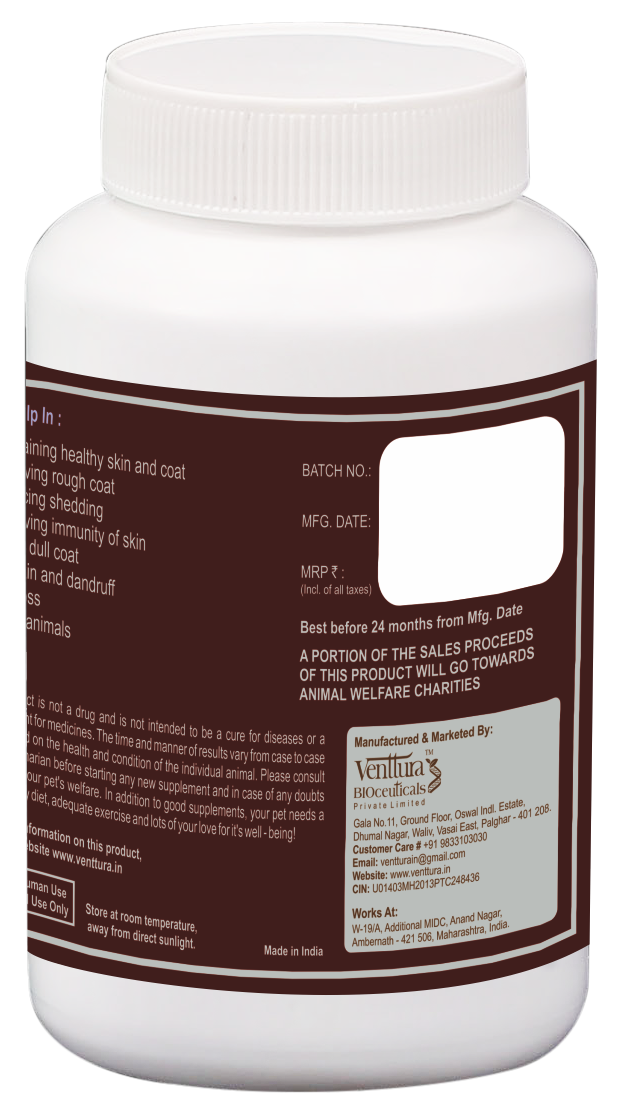 lp In :
aining healthy skin and coat
ving rough coat
cing shedding
ving immunity of skin
dull coat
in and dandruff
ss
animals
BATCH NO.:
MFG. DATE:
MRP ₹ :
(Incl. of all taxes)
Best before 24 months from Mfg. Date
A PORTION OF THE SALES PROCEEDS
OF THIS PRODUCT WILL GO TOWARDS
ANIMAL WELFARE CHARITIES
ct is not a drug and is not intended to be a cure for diseases or a
nt for medicines. The time and manner of results vary from case to case
d on the health and condition of the individual animal. Please consult
narian before starting any new supplement and in case of any doubts
our pet's welfare. In addition to good supplements, your pet needs a
y diet, adequate exercise and lots of your love for it's well - being!
nformation on this product,
ebsite www.venttura.in
uman Use
l Use Only
Store at room temperature,
away from direct sunlight.
Made in India
Manufactured & Marketed By:
Venttura TM
BIOceuticals
Private Limited
Gala No.11, Ground Floor, Oswal Indl. Estate,
Dhumal Nagar, Waliv, Vasai East, Palghar - 401 208.
Customer Care # +91 9833103030
Email: ventturain@gmail.com
Website: www.venttura.in
CIN: U01403MH2013PTC248436
Works At:
W-19/A, Additional MIDC, Anand Nagar,
Ambernath - 421 506, Maharashtra, India.